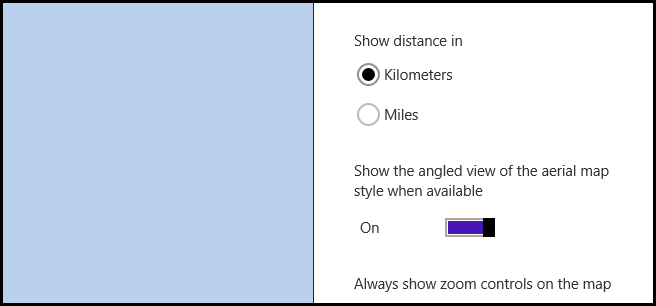 Show distance in
Kilometers
Miles
Show the angled view of the aerial map
style when available
On
Always show zoom controls on the map